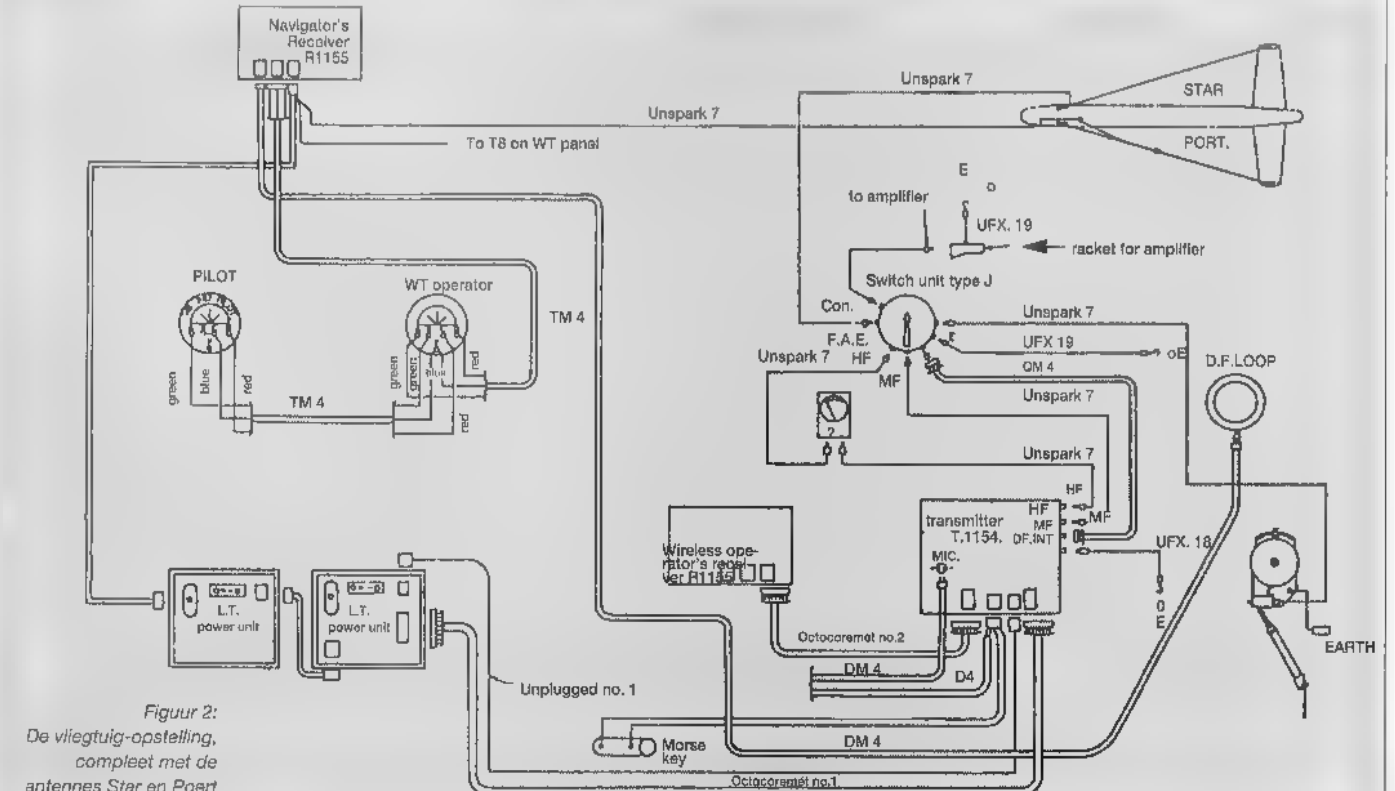 Navigator's
Receiver
R1155
Unspark 7
STAR
Unspark 7
To T8 on WT panel
PORT.
E
to amplifier
UFX. 19
racket for amplifier
PILOT
WT operator
Switch unit type J
Con.
TM 4
Unspark 7
F.A.E.
E
UFX 19
oE
Unspark 7
HF
QM 4
D.F.LOOP
MF
Unspark 7
green
blue
red
TM 4
green
green
blue
red
red
?
Unspark 7
HF
transmitter
T.1154.
HF
MF
MF
DF.INT
MIC.
UFX. 18
Wireless ope-
rator's recei-
ver R1155
L.T.
power unit
L.T.
power unit
O
E
Octocoremet no.2
EARTH
DM 4
D4
Unplugged no. 1
Morse
key
DM 4
Octocoremet no.1
Figuur 2:
De vliegtuig-opstelling,
compleet met de
antennes Star en Poert